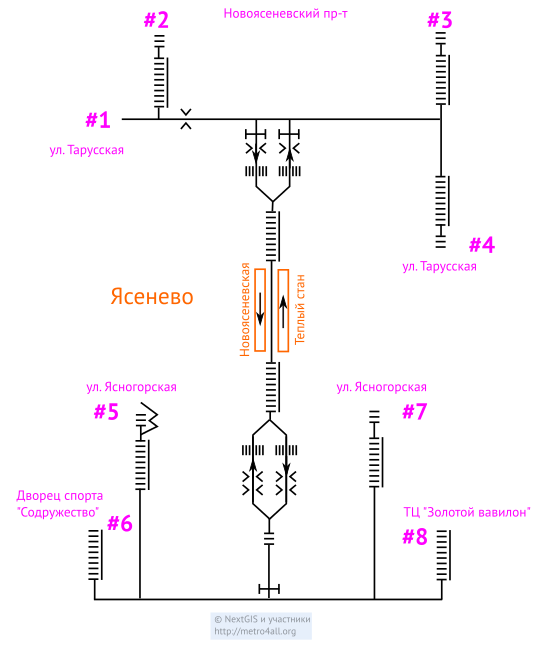 Новоясеневский пр-т
#2
#3
#1
ул. Тарусская
#4
ул. Тарусская
Ясенево
Новоясеневская
Теплый стан
ул. Ясногорская
#5
ул. Ясногорская
#7
Дворец спорта
"Содружество"
#6
ТЦ "Золотой вавилон"
#8
© NextGIS и участники
http://metro4all.org